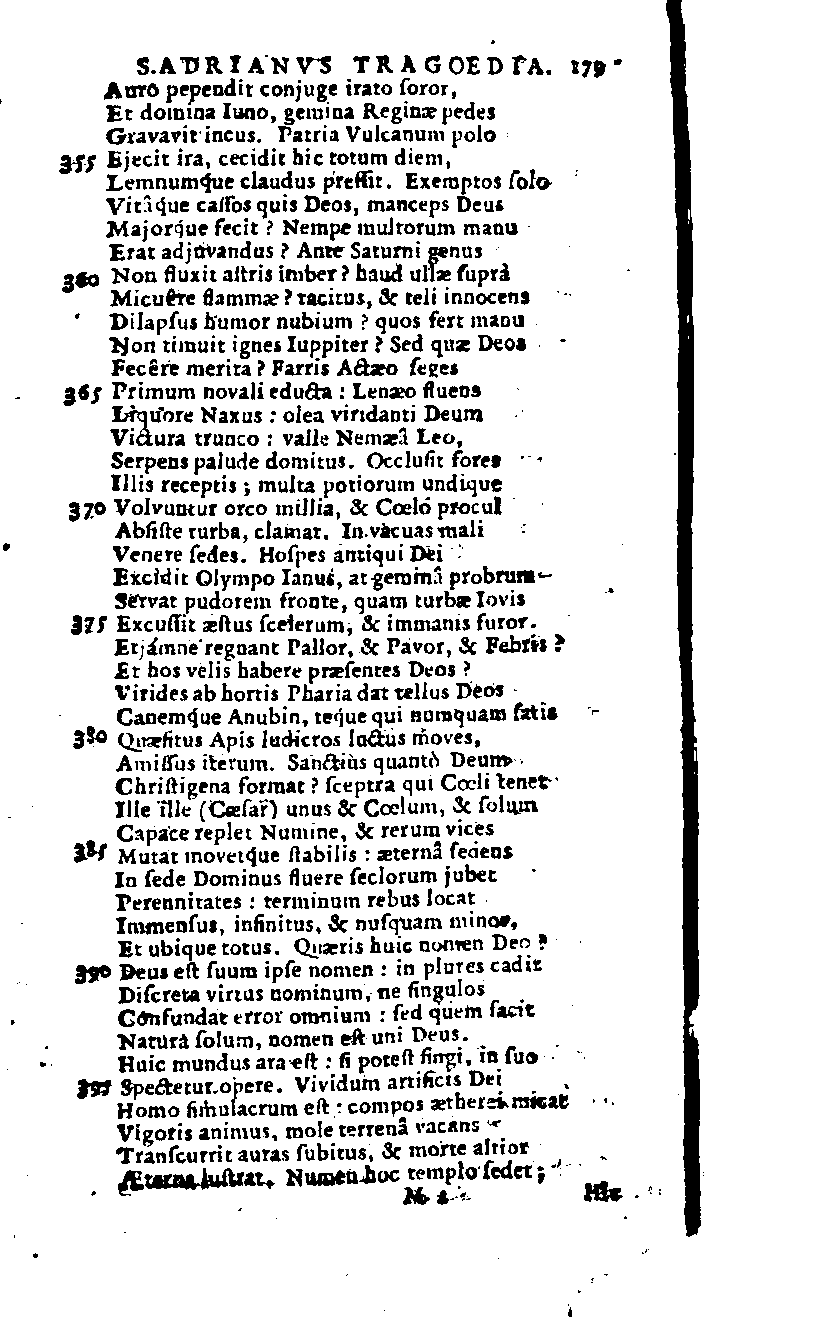 S. ADRIANVS TRAGOEDIA. 179
Auro pependit conjuge irato ſoror,
Et domina Iuno, gemina Reginæ pedes
Gravavit incus. Patria Vulcanum polo
355 Ejecit ira, cecidit hic totum diem,
Lemnumq́ue claudus preſſit. Exemptos ſolo
Vitâq́ue caſſos quis Deos, manceps Deus
Majorq́ue fecit ? Nempe multorum manu
Erat adjuvandus ? Ante Saturni genus
360 Non fluxit aſtris imber ? haud ullæ ſuprà
Micuêre flammæ ? tacitus, & teli innocens
Dilapſus humor nubium ? quos fert manu
Non timuit ignes Iuppiter ? Sed quæ Deos
Fecêre merita ? Farris Actæo ſeges
365 Primum novali educta : Lenæo fluens
Liquore Naxus : olea viridanti Deum
Victura trunco : valle Nemæâ Leo,
Serpens palude domitus. Occluſit fores
Illis receptis ; multa potiorum undique
370 Volvuntur orco millia, & Cœlo procul
Abſiſte turba, clamat. In vacuas mali
Venere ſedes. Hoſpes antiqui Dei
Excidit Olympo Ianus, at geminâ probrum
Servat pudorem fronte, quam turbæ Iovis
375 Excuſſit æſtus ſcelerum, & immanis furor.
Etjámne regnant Pallor, & Pavor, & Febris ?
Et hos velis habere præſentes Deos ?
Virides ab hortis Pharia dat tellus Deos
Canemq́ue Anubin, teque qui numquam ſatis
380 Quæſitus Apis ludicros luctus moves,
Amiſſus iterum. Sanctiùs quantò Deum
Chriſtigena format ? ſceptra qui Cœli tenet
Ille ille (Cæſar) unus & Cœlum, & ſolum
Capace replet Numine, & rerum vices
385 Mutat movetq́ue ſtabilis : æternâ ſedens
In ſede Dominus fluere ſeclorum jubet
Perennitates : terminum rebus locat
Immenſus, infinitus, & nuſquam minor,
Et ubique totus. Quæris huic nomen Deo ?
390 Deus eſt ſuum ipſe nomen : in plures cadit
Diſcreta virtus nominum, ne ſingulos
Confundat error omnium : ſed quem facit
Naturà ſolum, nomen eſt uni Deus.
Huic mundus ara eſt : ſi poteſt fingi, in ſuo
395 Spectetur opere. Vividum artificis Dei
Homo ſimulacrum eſt : compos ætherei micat
Vigoris animus, mole terrenâ vacans
Tranſcurrit auras ſubitus, & morte altior
Æterna luſtrat. Numen hoc templo ſedet ;
M 2 Hîc